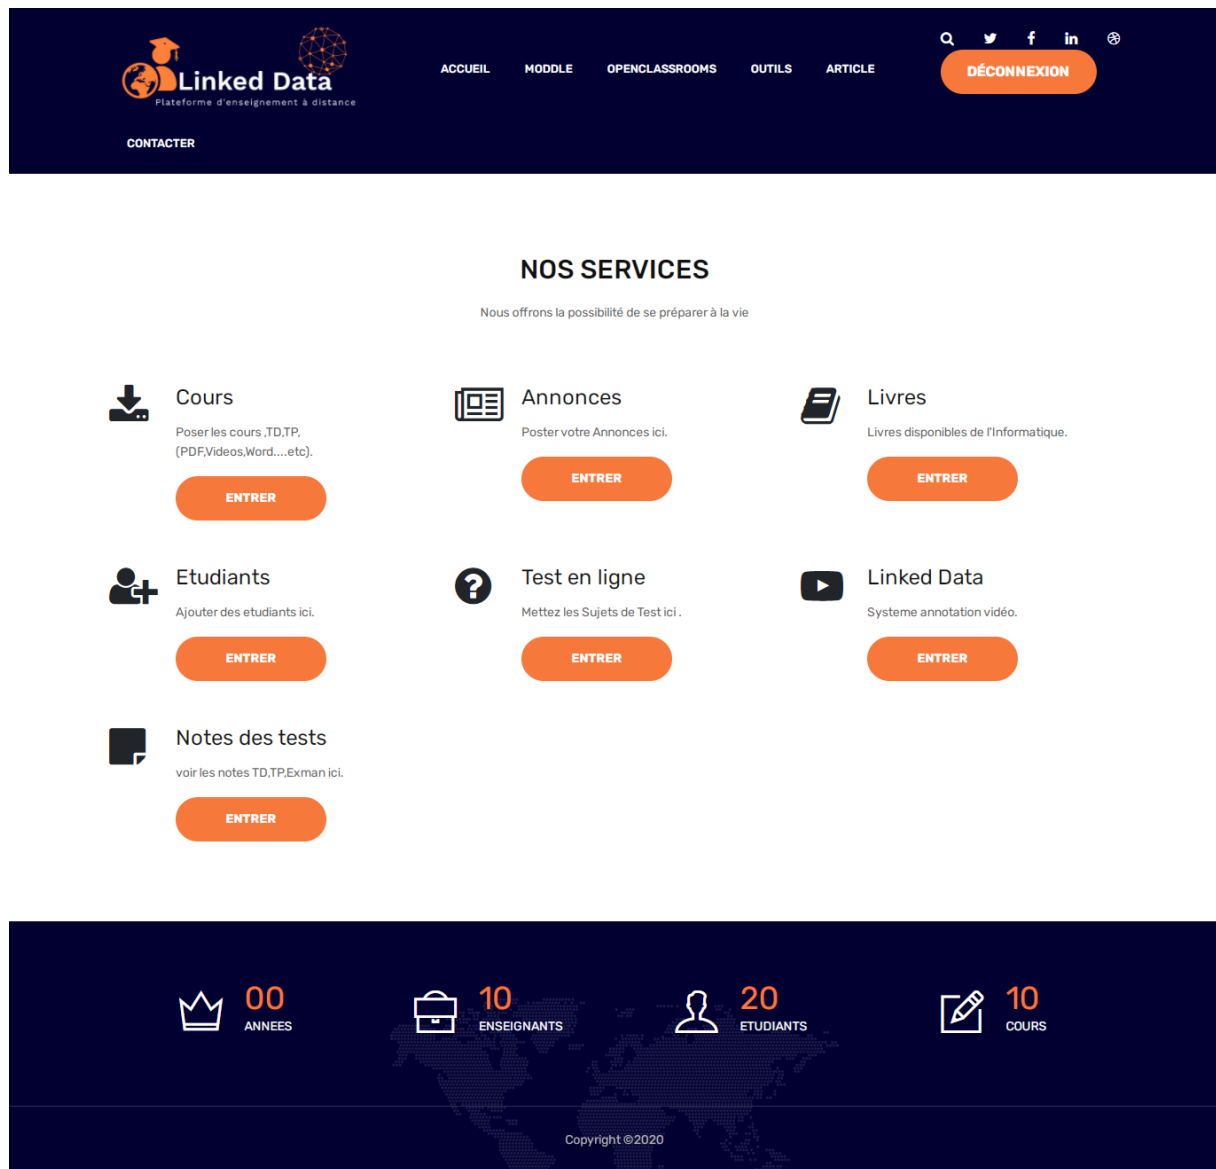 Linked Data
Plateforme d'enseignement à distance
ACCUEIL
MODDLE
OPENCLASSROOMS
OUTILS
ARTICLE
DÉCONNEXION
CONTACTER
NOS SERVICES
Nous offrons la possibilité de se préparer à la vie
Cours
Poser les cours ,TD,TP,
(PDF,Videos,Word....etc).
ENTRER
Annonces
Poster votre Annonces ici.
ENTRER
Livres
Livres disponibles de l'Informatique.
ENTRER
Etudiants
Ajouter des etudiants ici.
ENTRER
Test en ligne
Mettez les Sujets de Test ici .
ENTRER
Linked Data
Systeme annotation vidéo.
ENTRER
Notes des tests
voir les notes TD,TP,Exman ici.
ENTRER
00
ANNEES
10
ENSEIGNANTS
20
ETUDIANTS
10
COURS
Copyright ©2020